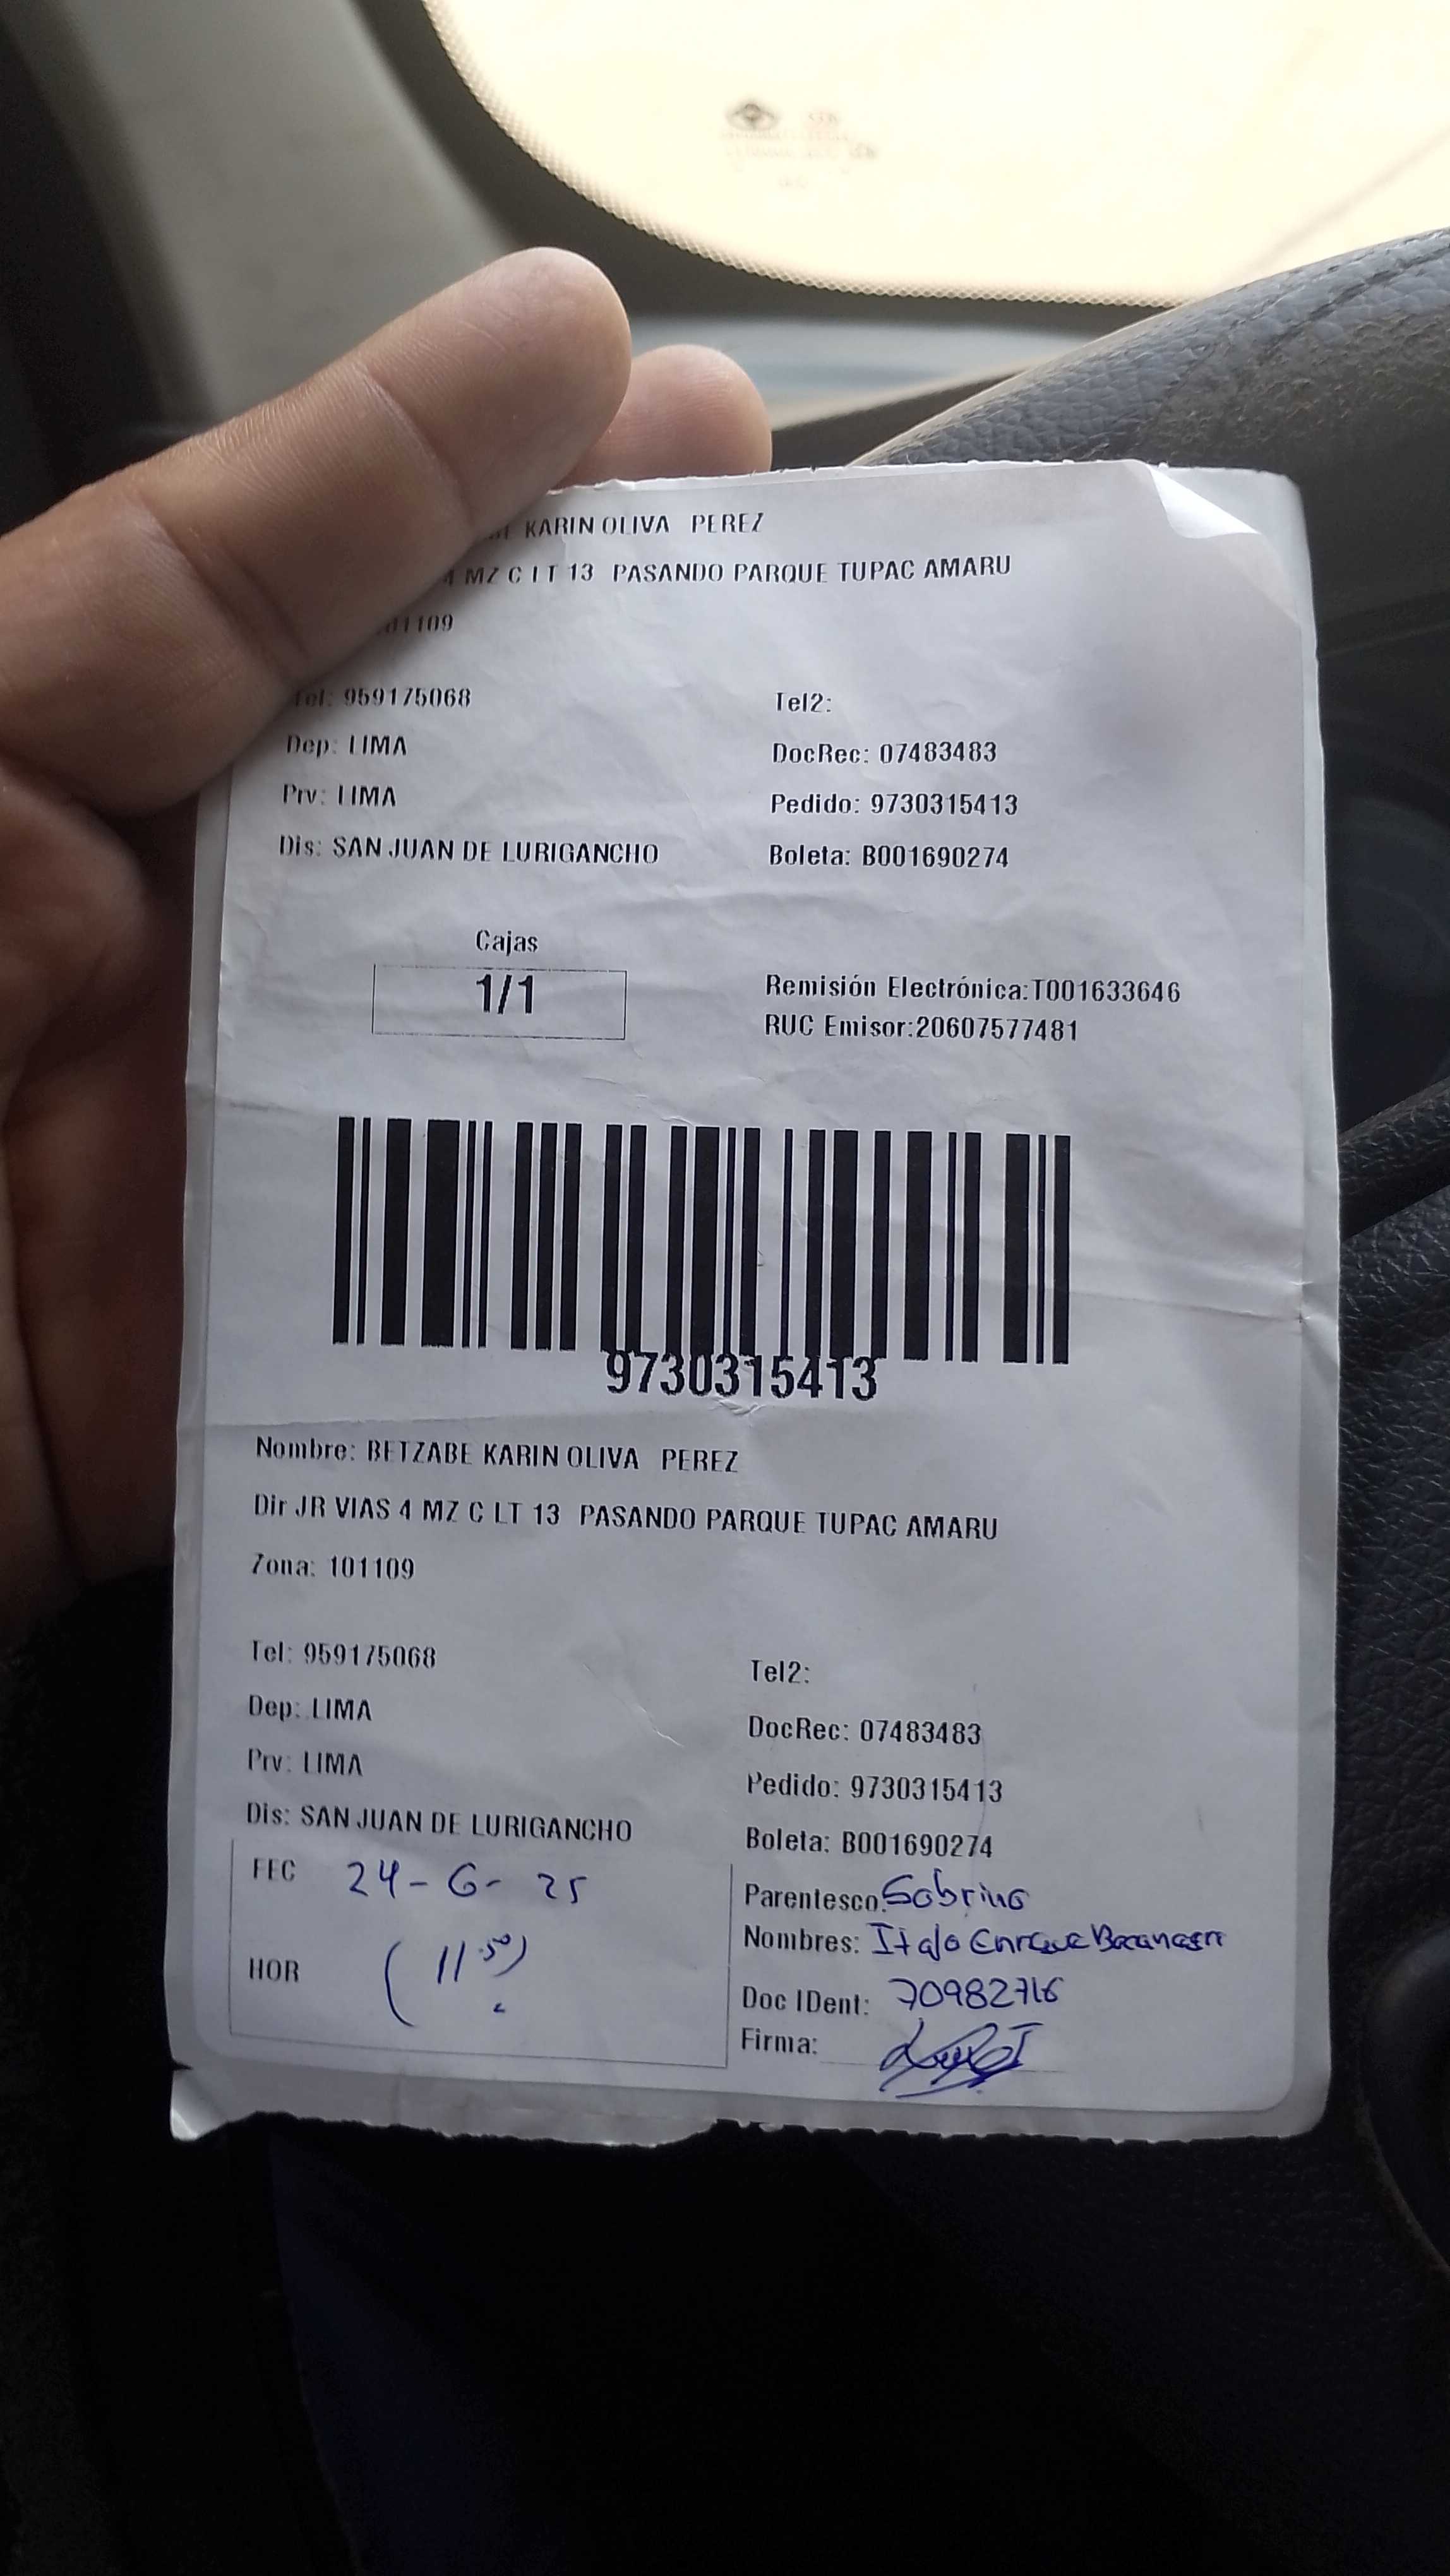 KARIN OLIVA PEREZ
4 MZ C LT 13 PASANDO PARQUE TUPAC AMARU
01109
Tel: 959175068
Tel2:
Dep: LIMA
DocRec: 07483483
Prv: LIMA
Pedido: 9730315413
Dis: SAN JUAN DE LURIGANCHO
Boleta: B001690274
Cajas
1/1
Remisión Electrónica:T001633646
RUC Emisor:20607577481
9730315413
Nombre: BETZABE KARIN OLIVA PEREZ
Dir JR VIAS 4 MZ C LT 13 PASANDO PARQUE TUPAC AMARU
Zona: 101109
Tel: 959175068
Tel2:
Dep: LIMA
DocRec: 07483483
Prv: LIMA
Pedido: 9730315413
Dis: SAN JUAN DE LURIGANCHO
Boleta: B001690274
FEC 24-6-25
Parentesco: Sobrino
Nombres: Italo Enrique
HOR (11:50)
Doc IDent: 70982716
Firma: